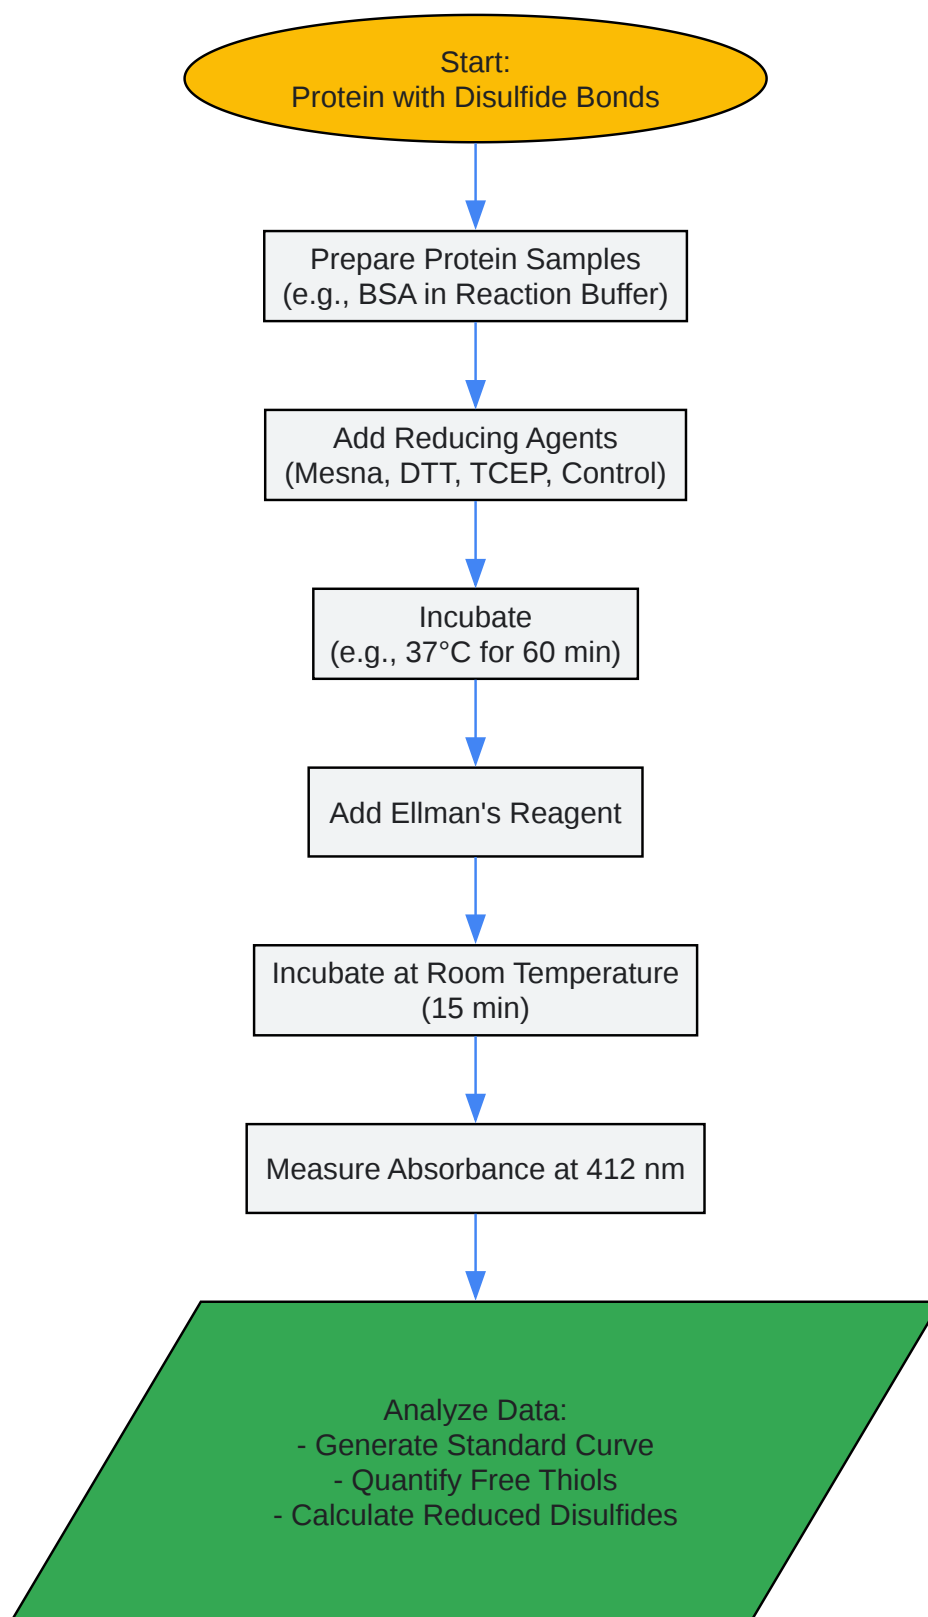 Start:
Protein with Disulfide Bonds
Prepare Protein Samples
(e.g., BSA in Reaction Buffer)
Add Reducing Agents
(Mesna, DTT, TCEP, Control)
Incubate
(e.g., 37°C for 60 min)
Add Ellman's Reagent
Incubate at Room Temperature
(15 min)
Measure Absorbance at 412 nm
Analyze Data:
- Generate Standard Curve
- Quantify Free Thiols
- Calculate Reduced Disulfides